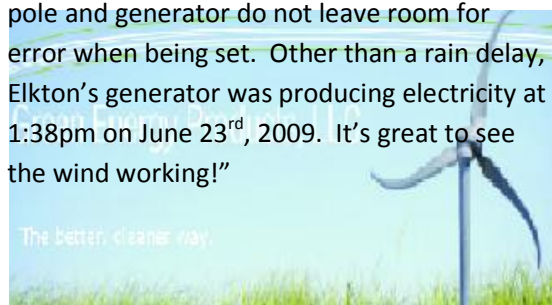 pole and generator do not leave room for
error when being set.  Other than a rain delay,
Elkton’s generator was producing electricity at
Green Energy Products, LLC
1:38pm on June 23rd, 2009.  It’s great to see
the wind working!”
The better, cleaner way.